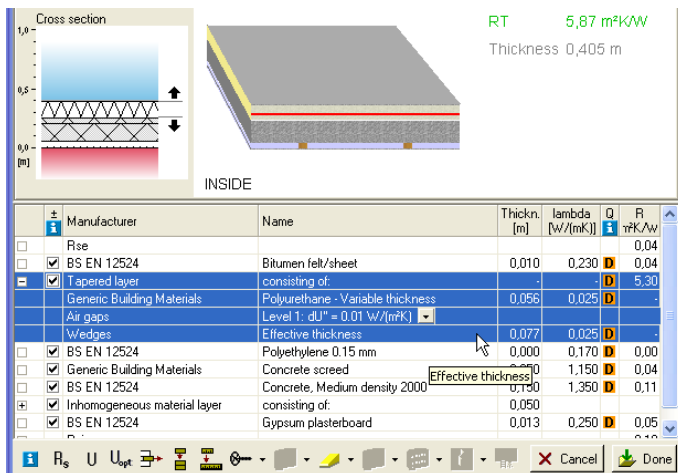 Cross section
1,0
0,5
0,0
[m]
RT 5,87 m²K/W
Thickness 0,405 m
INSIDE
± Manufacturer Name Thickn. [m] lambda [W/(mK)] Q R m²K/W
Rse 0,04
BS EN 12524 Bitumen felt/sheet 0,010 0,230 D 0,04
Tapered layer consisting of: - - D 5,30
Generic Building Materials Polyurethane - Variable thickness 0,056 0,025 D -
Air gaps Level 1: dU" = 0.01 W/(m²K)
Wedges Effective thickness 0,077 0,025 D -
BS EN 12524 Polyethylene 0.15 mm 0,000 0,170 D 0,00
Generic Building Materials Concrete screed 1,150 D 0,04
Effective thickness
BS EN 12524 Concrete, Medium density 2000 0,150 1,350 D 0,11
Inhomogeneous material layer consisting of: 0,050
BS EN 12524 Gypsum plasterboard 0,013 0,250 D 0,05
Rs U Uopt Cancel Done